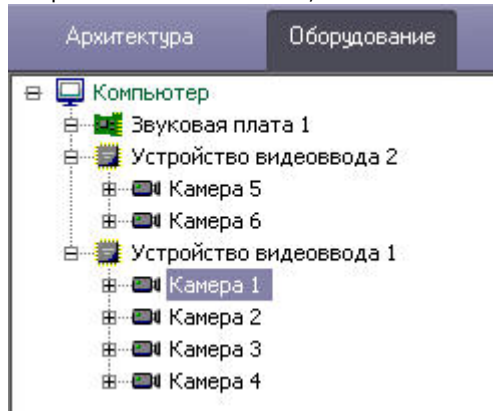 Архитектура Оборудование
Компьютер
Звуковая плата 1
Устройство видеоввода 2
Камера 5
Камера 6
Устройство видеоввода 1
Камера 1
Камера 2
Камера 3
Камера 4